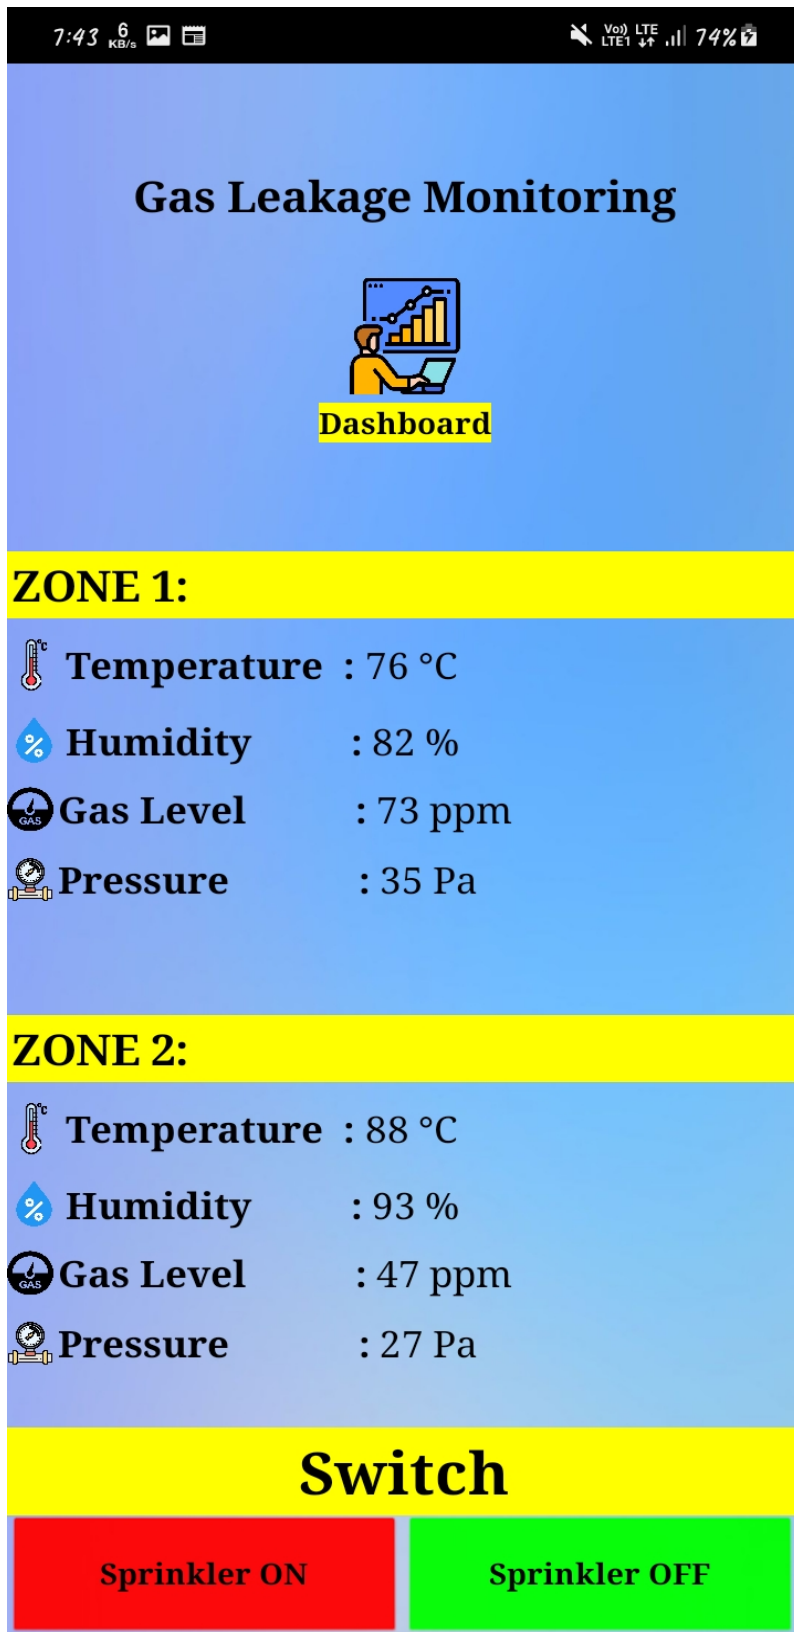 7:43 6 KB/s Vo) LTE LTE1 74%
Gas Leakage Monitoring
Dashboard
ZONE 1:
°C Temperature : 76 °C
% Humidity : 82 %
GAS Gas Level : 73 ppm
Pressure : 35 Pa
ZONE 2:
°C Temperature : 88 °C
% Humidity : 93 %
GAS Gas Level : 47 ppm
Pressure : 27 Pa
Switch
Sprinkler ON Sprinkler OFF